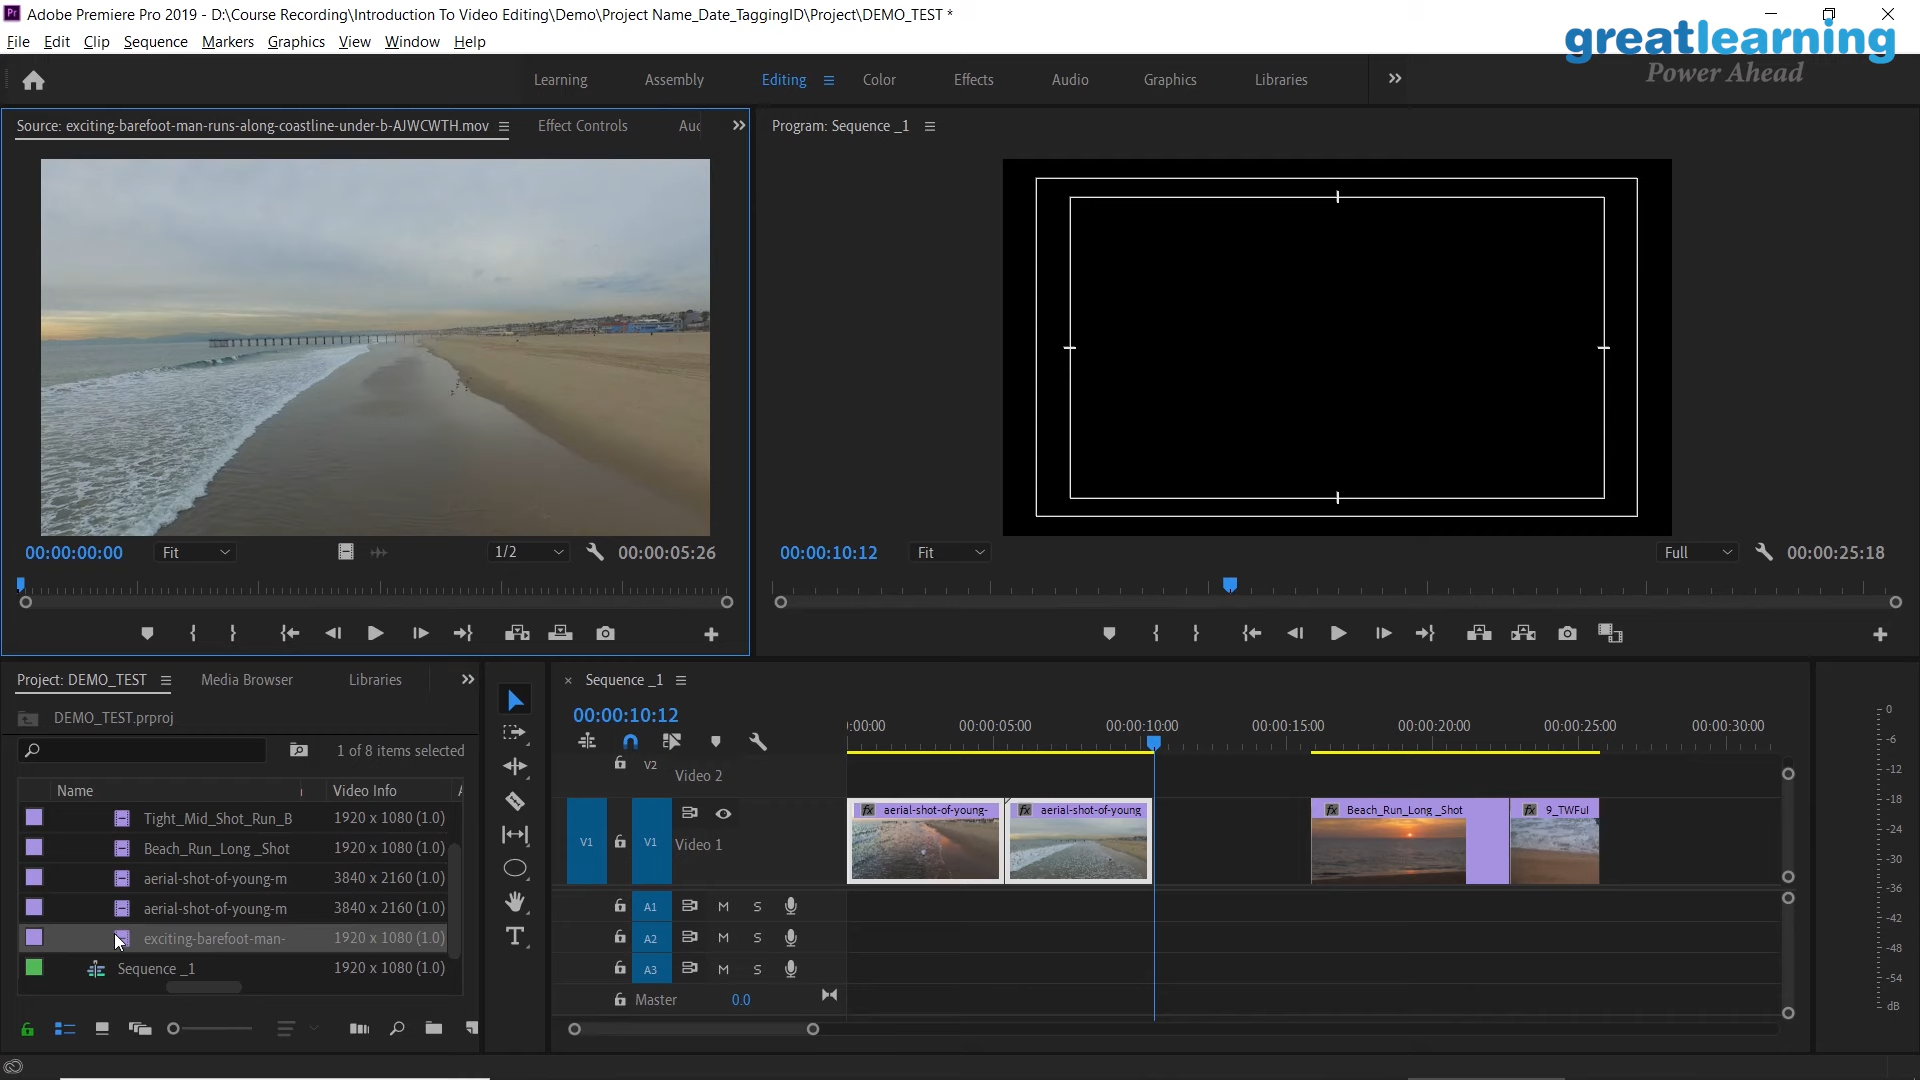 Pr Adobe Premiere Pro 2019 - D:\Course Recording\Introduction To Video Editing\Demo\Project Name_Date_TaggingID\Project\DEMO_TEST *
File Edit Clip Sequence Markers Graphics View Window Help
greatlearning
Power Ahead
Learning Assembly Editing Color Effects Audio Graphics Libraries
Source: exciting-barefoot-man-runs-along-coastline-under-b-AJWCWTH.mov Effect Controls Auc
Program: Sequence _1
00:00:00:00 Fit 1/2 00:00:05:26
00:00:10:12 Fit Full 00:00:25:18
Project: DEMO_TEST Media Browser Libraries
DEMO_TEST.prproj
1 of 8 items selected
Name Video Info
Tight_Mid_Shot_Run_B 1920 x 1080 (1.0)
Beach_Run_Long _Shot 1920 x 1080 (1.0)
aerial-shot-of-young-m 3840 x 2160 (1.0)
aerial-shot-of-young-m 3840 x 2160 (1.0)
exciting-barefoot-man- 1920 x 1080 (1.0)
Sequence _1 1920 x 1080 (1.0)
× Sequence _1
00:00:10:12
:00:00 00:00:05:00 00:00:10:00 00:00:15:00 00:00:20:00 00:00:25:00 00:00:30:00
V2 Video 2
V1 V1 Video 1
fx aerial-shot-of-young- fx aerial-shot-of-young fx Beach_Run_Long _Shot fx 9_TWFul
A1 M S
A2 M S
A3 M S
Master 0.0
T
0
-6
-12
-18
-24
-30
-36
-42
-48
-54
dB